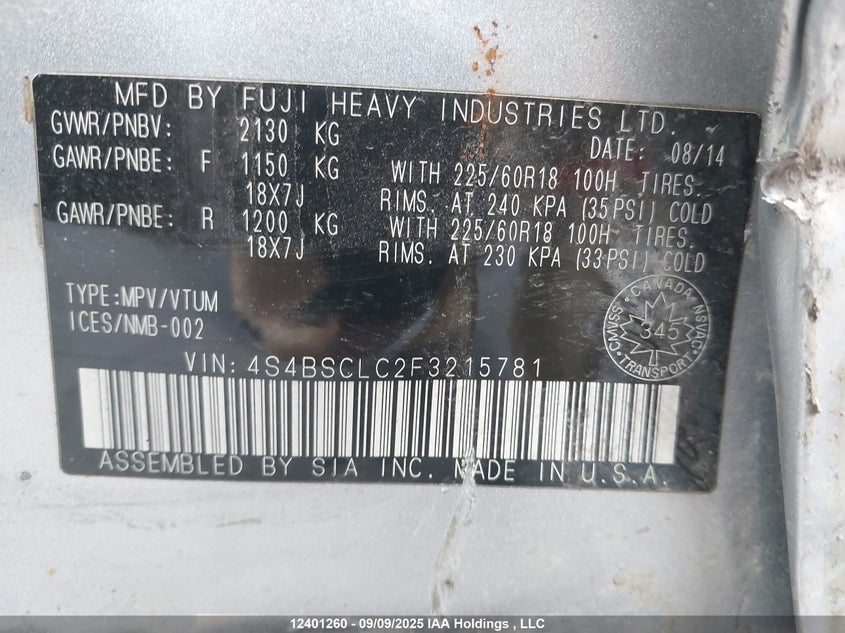 MFD BY FUJI HEAVY INDUSTRIES LTD.
GVWR/PNBV: 2130 KG DATE: 08/14
GAWR/PNBE: F 1150 KG WITH 225/60R18 100H TIRES.
18X7J RIMS. AT 240 KPA (35PSI) COLD
GAWR/PNBE: R 1200 KG WITH 225/60R18 100H TIRES.
18X7J RIMS. AT 230 KPA (33PSI) COLD
TYPE:MPV/VTUM
ICES/NMB-002
CANADA
CMVSS NSVAC
345
TRANSPORT
VIN: 4S4BSCLC2F3215781
ASSEMBLED BY SIA INC. MADE IN U.S.A.
12401260 - 09/09/2025 IAA Holdings , LLC